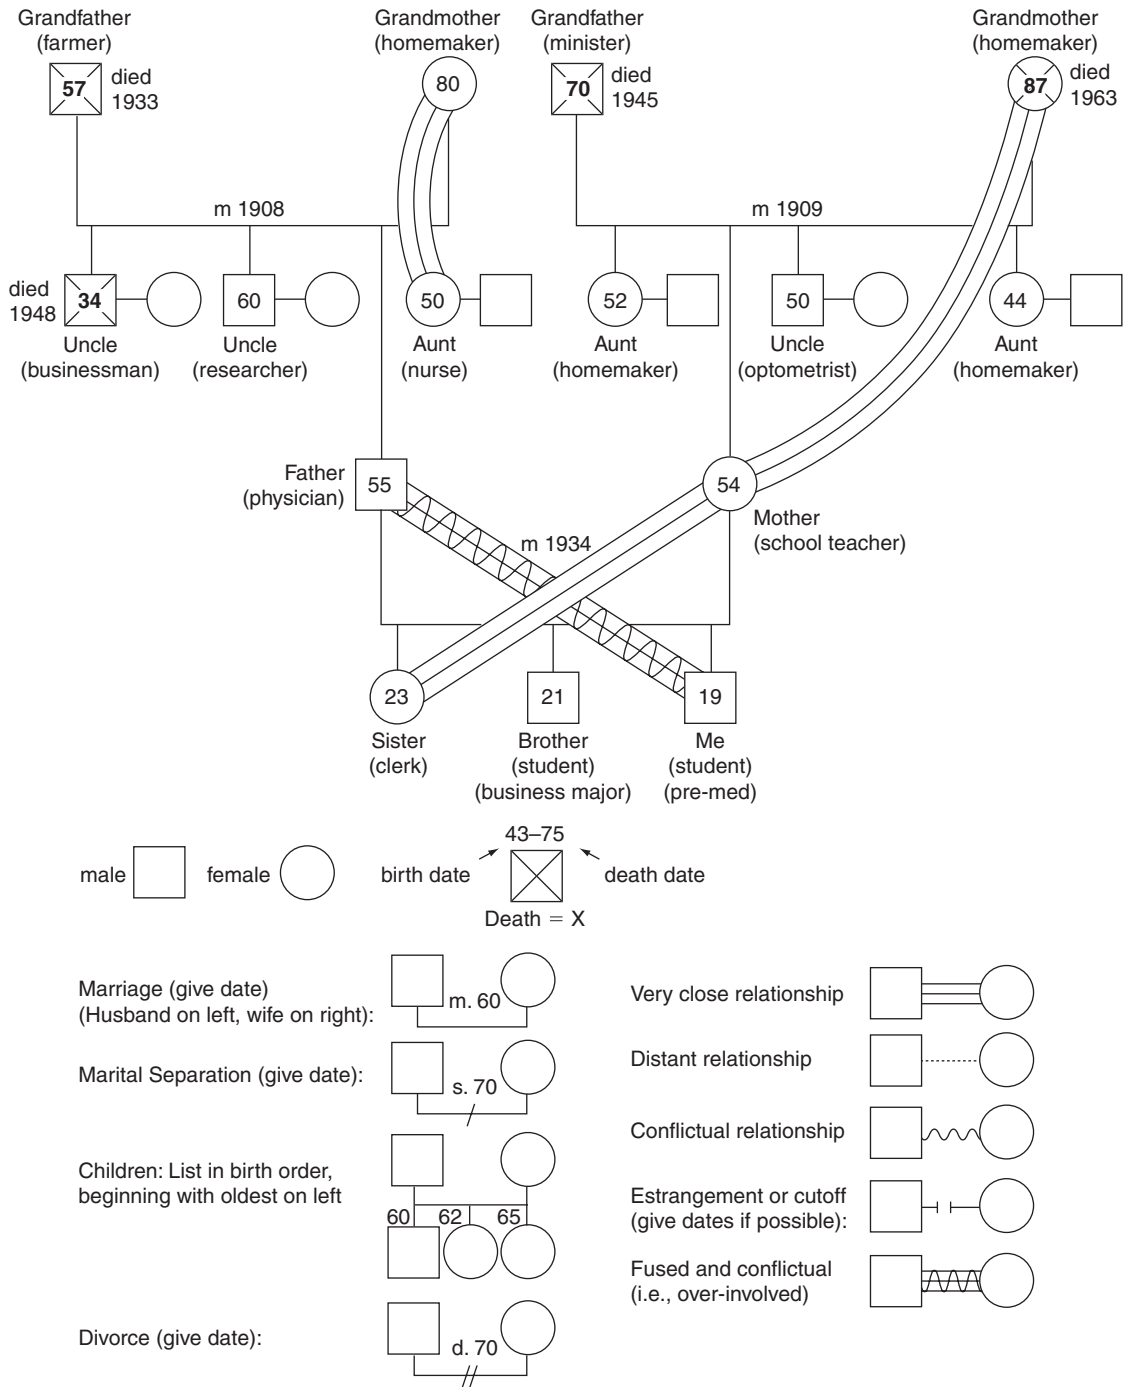 Grandfather
(farmer)
57
died
1933
Grandmother
(homemaker)
80
Grandfather
(minister)
70
died
1945
Grandmother
(homemaker)
87
died
1963
m 1908
m 1909
died
1948
34
Uncle
(businessman)
60
Uncle
(researcher)
50
Aunt
(nurse)
52
Aunt
(homemaker)
50
Uncle
(optometrist)
44
Aunt
(homemaker)
Father
(physician)
55
54
Mother
(school teacher)
m 1934
23
Sister
(clerk)
21
Brother
(student)
(business major)
19
Me
(student)
(pre-med)
male
female
43–75
birth date
death date
Death = X
Marriage (give date)
(Husband on left, wife on right):
m. 60
Marital Separation (give date):
s. 70
Children: List in birth order,
beginning with oldest on left
60 62 65
Divorce (give date):
d. 70
Very close relationship
Distant relationship
Conflictual relationship
Estrangement or cutoff
(give dates if possible):
Fused and conflictual
(i.e., over-involved)